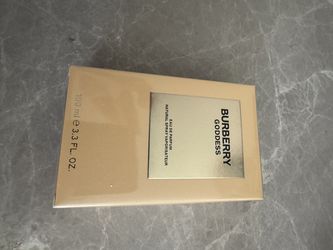 BURBERRY
GODDESS
EAU DE PARFUM
NATURAL SPRAY VAPORISATEUR
100 ml ℮ 3.3 FL. OZ.